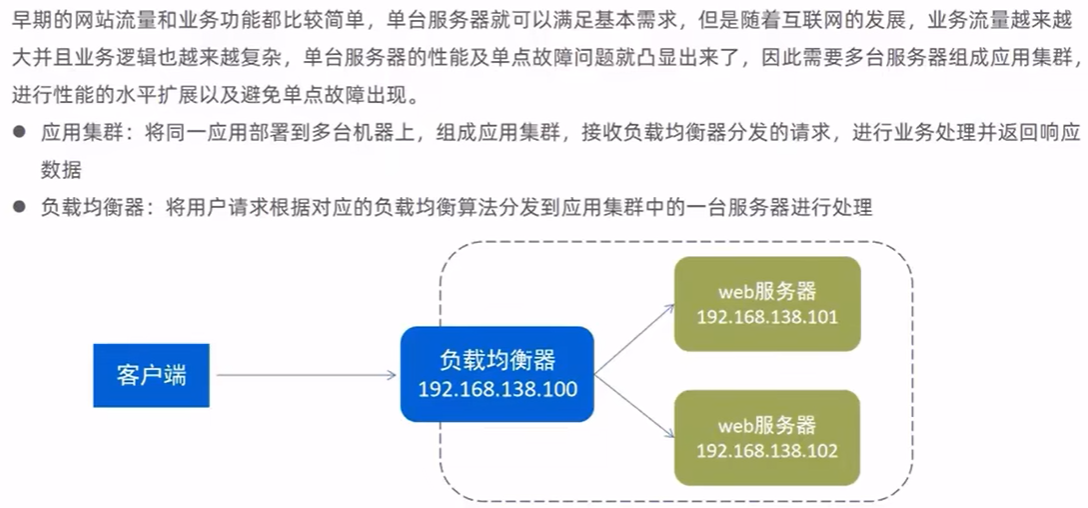 早期的网站流量和业务功能都比较简单，单台服务器就可以满足基本需求，但是随着互联网的发展，业务流量越来越
大并且业务逻辑也越来越复杂，单台服务器的性能及单点故障问题就凸显出来了，因此需要多台服务器组成应用集群，
进行性能的水平扩展以及避免单点故障出现。
● 应用集群：将同一应用部署到多台机器上，组成应用集群，接收负载均衡器分发的请求，进行业务处理并返回响应
数据
● 负载均衡器：将用户请求根据对应的负载均衡算法分发到应用集群中的一台服务器进行处理
客户端
负载均衡器
192.168.138.100
web服务器
192.168.138.101
web服务器
192.168.138.102